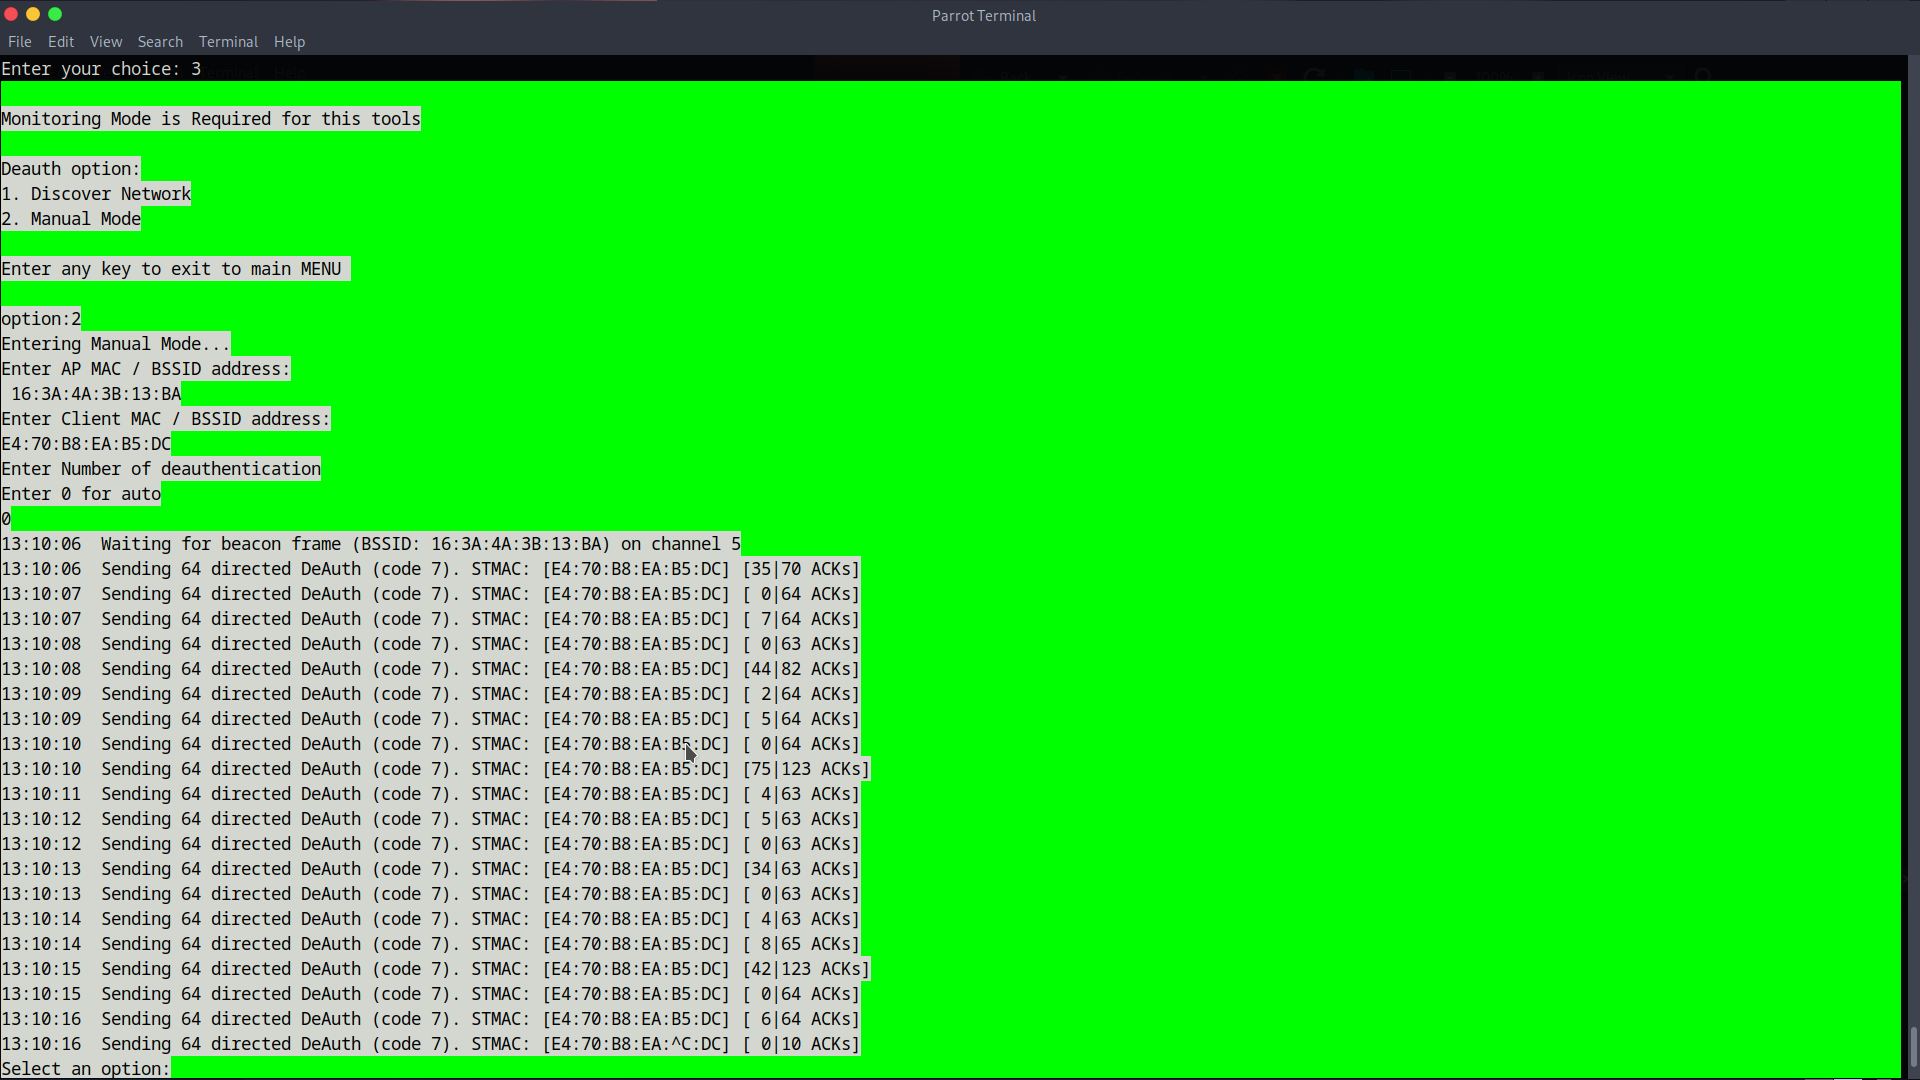 Parrot Terminal
File Edit View Search Terminal Help
Enter your choice: 3
Monitoring Mode is Required for this tools
Deauth option:
1. Discover Network
2. Manual Mode
Enter any key to exit to main MENU
option:2
Entering Manual Mode...
Enter AP MAC / BSSID address:
16:3A:4A:3B:13:BA
Enter Client MAC / BSSID address:
E4:70:B8:EA:B5:DC
Enter Number of deauthentication
Enter 0 for auto
0
13:10:06  Waiting for beacon frame (BSSID: 16:3A:4A:3B:13:BA) on channel 5
13:10:06  Sending 64 directed DeAuth (code 7). STMAC: [E4:70:B8:EA:B5:DC] [35|70 ACKs]
13:10:07  Sending 64 directed DeAuth (code 7). STMAC: [E4:70:B8:EA:B5:DC] [ 0|64 ACKs]
13:10:07  Sending 64 directed DeAuth (code 7). STMAC: [E4:70:B8:EA:B5:DC] [ 7|64 ACKs]
13:10:08  Sending 64 directed DeAuth (code 7). STMAC: [E4:70:B8:EA:B5:DC] [ 0|63 ACKs]
13:10:08  Sending 64 directed DeAuth (code 7). STMAC: [E4:70:B8:EA:B5:DC] [44|82 ACKs]
13:10:09  Sending 64 directed DeAuth (code 7). STMAC: [E4:70:B8:EA:B5:DC] [ 2|64 ACKs]
13:10:09  Sending 64 directed DeAuth (code 7). STMAC: [E4:70:B8:EA:B5:DC] [ 5|64 ACKs]
13:10:10  Sending 64 directed DeAuth (code 7). STMAC: [E4:70:B8:EA:B5:DC] [ 0|64 ACKs]
13:10:10  Sending 64 directed DeAuth (code 7). STMAC: [E4:70:B8:EA:B5:DC] [75|123 ACKs]
13:10:11  Sending 64 directed DeAuth (code 7). STMAC: [E4:70:B8:EA:B5:DC] [ 4|63 ACKs]
13:10:12  Sending 64 directed DeAuth (code 7). STMAC: [E4:70:B8:EA:B5:DC] [ 5|63 ACKs]
13:10:12  Sending 64 directed DeAuth (code 7). STMAC: [E4:70:B8:EA:B5:DC] [ 0|63 ACKs]
13:10:13  Sending 64 directed DeAuth (code 7). STMAC: [E4:70:B8:EA:B5:DC] [34|63 ACKs]
13:10:13  Sending 64 directed DeAuth (code 7). STMAC: [E4:70:B8:EA:B5:DC] [ 0|63 ACKs]
13:10:14  Sending 64 directed DeAuth (code 7). STMAC: [E4:70:B8:EA:B5:DC] [ 4|63 ACKs]
13:10:14  Sending 64 directed DeAuth (code 7). STMAC: [E4:70:B8:EA:B5:DC] [ 8|65 ACKs]
13:10:15  Sending 64 directed DeAuth (code 7). STMAC: [E4:70:B8:EA:B5:DC] [42|123 ACKs]
13:10:15  Sending 64 directed DeAuth (code 7). STMAC: [E4:70:B8:EA:B5:DC] [ 0|64 ACKs]
13:10:16  Sending 64 directed DeAuth (code 7). STMAC: [E4:70:B8:EA:B5:DC] [ 6|64 ACKs]
13:10:16  Sending 64 directed DeAuth (code 7). STMAC: [E4:70:B8:EA:^C:DC] [ 0|10 ACKs]
Select an option: